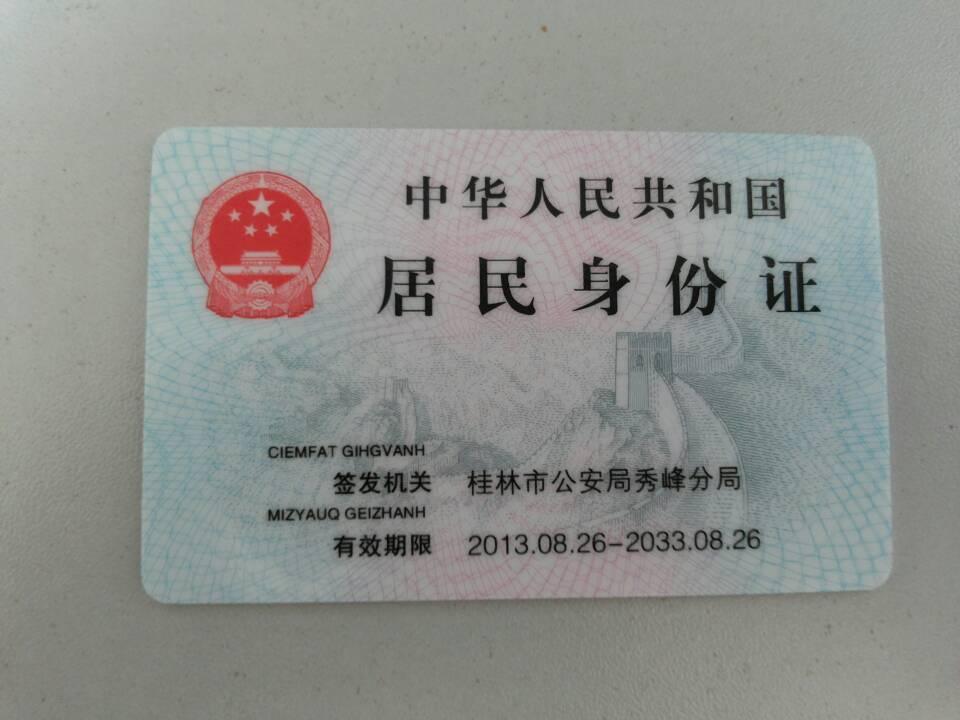 中华人民共和国
居民身份证
CIEMFAT GIHGVANH
签发机关 桂林市公安局秀峰分局
MIZYAUQ GEIZHANH
有效期限 2013.08.26-2033.08.26